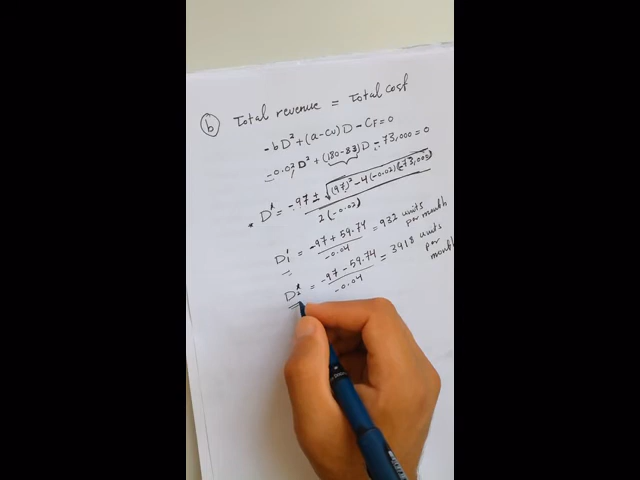 b Total revenue = Total cost
-bD² + (a-Cv)D - CF = 0
-0.02D² + (180-83)D - 73,000 = 0
* D* = -97 ± √(97)² - 4(-0.02)(-73,000) / 2(-0.02)
D₁* = -97 + 59.74 / -0.04 = 932 units per month
D₂* = -97 - 59.74 / -0.04 = 3918 units per month